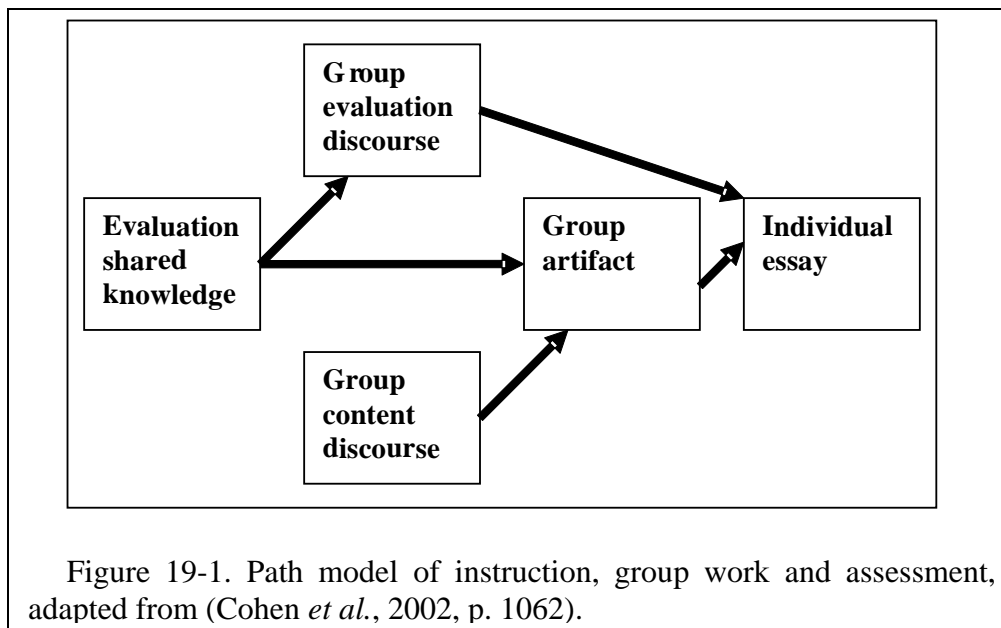 Group
evaluation
discourse
Evaluation
shared
knowledge
Group
artifact
Individual
essay
Group
content
discourse
Figure 19-1. Path model of instruction, group work and assessment,
adapted from (Cohen et al., 2002, p. 1062).